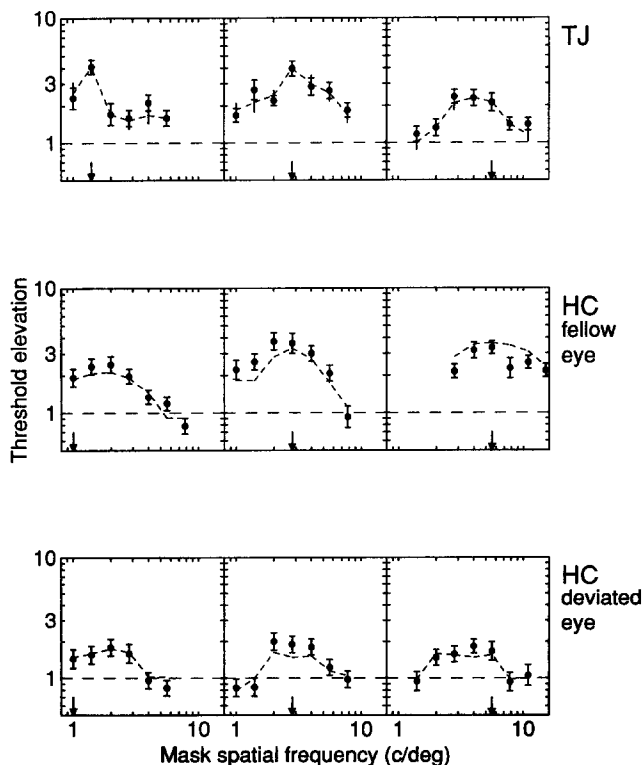 10
3
1
TJ
10
3
1
HC
fellow
eye
Threshold elevation
10
3
1
HC
deviated
eye
1 10 1 10 1 10
Mask spatial frequency (c/deg)